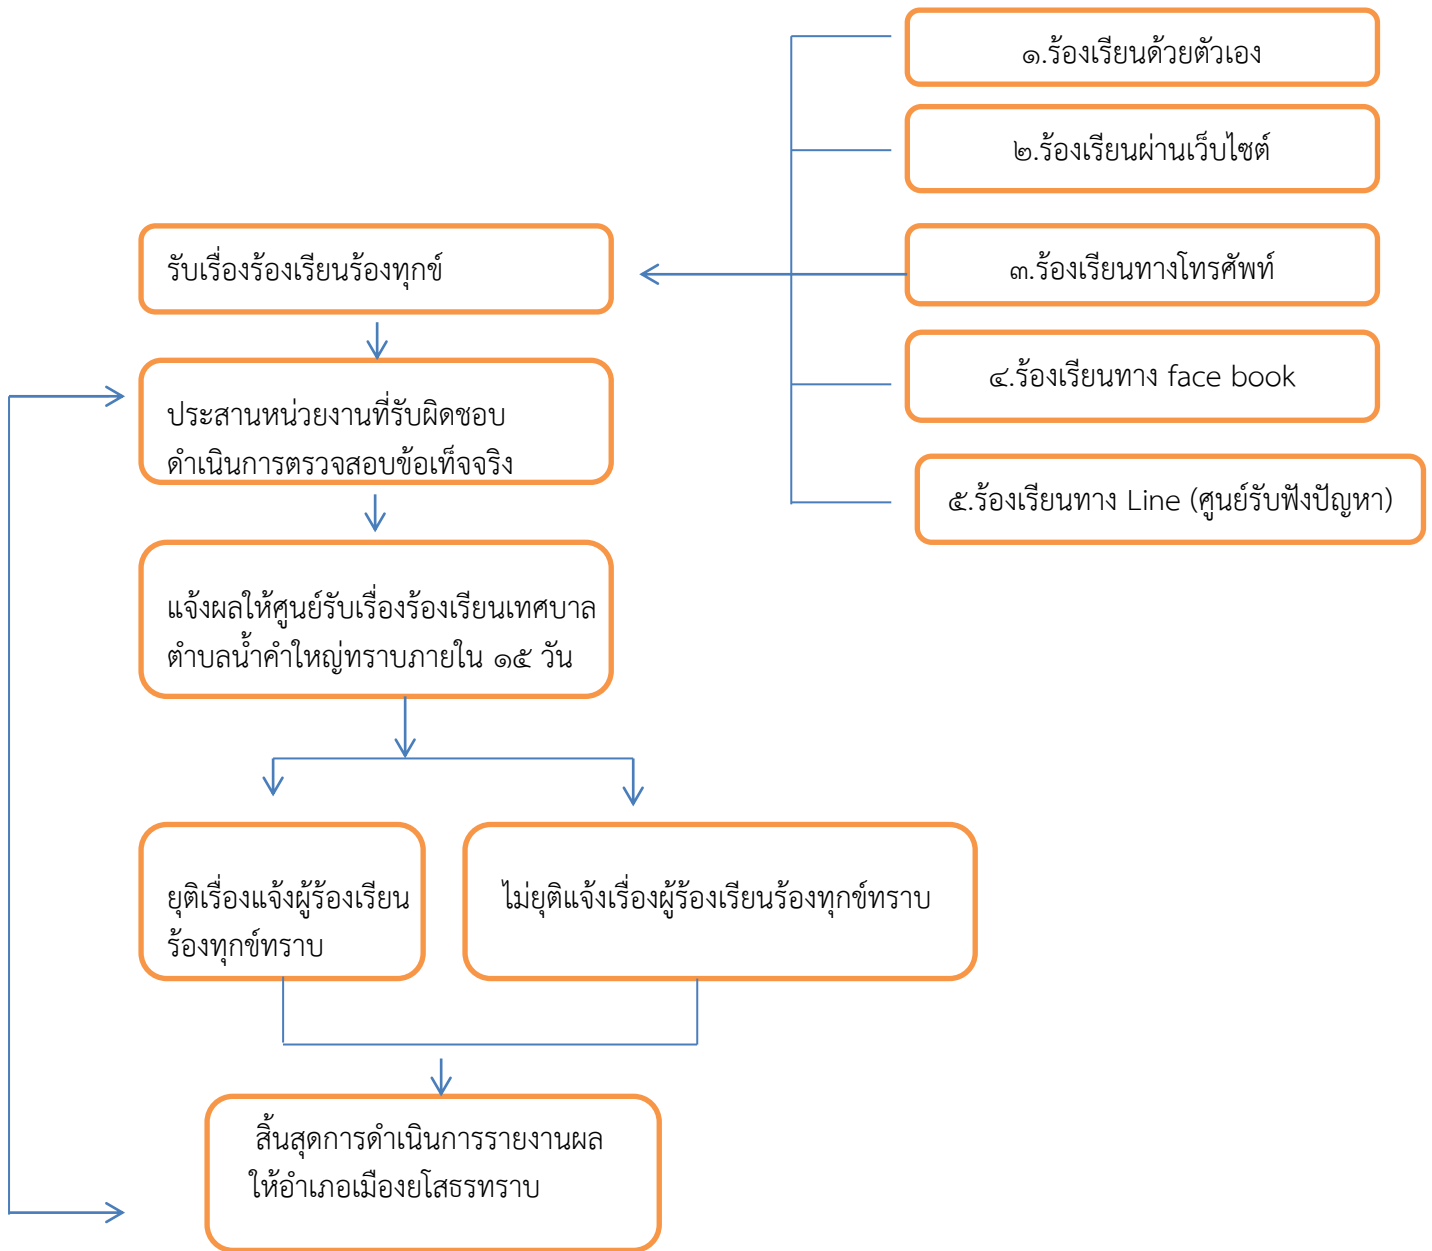 ๑.ร้องเรียนด้วยตัวเอง
๒.ร้องเรียนผ่านเว็บไซต์
๓.ร้องเรียนทางโทรศัพท์
๔.ร้องเรียนทาง face book
๕.ร้องเรียนทาง Line (ศูนย์รับฟังปัญหา)
รับเรื่องร้องเรียนร้องทุกข์
ประสานหน่วยงานที่รับผิดชอบ
ดำเนินการตรวจสอบข้อเท็จจริง
แจ้งผลให้ศูนย์รับเรื่องร้องเรียนเทศบาล
ตำบลน้ำคำใหญ่ทราบภายใน ๑๕ วัน
ยุติเรื่องแจ้งผู้ร้องเรียน
ร้องทุกข์ทราบ
ไม่ยุติแจ้งเรื่องผู้ร้องเรียนร้องทุกข์ทราบ
สิ้นสุดการดำเนินการรายงานผล
ให้อำเภอเมืองยโสธรทราบ